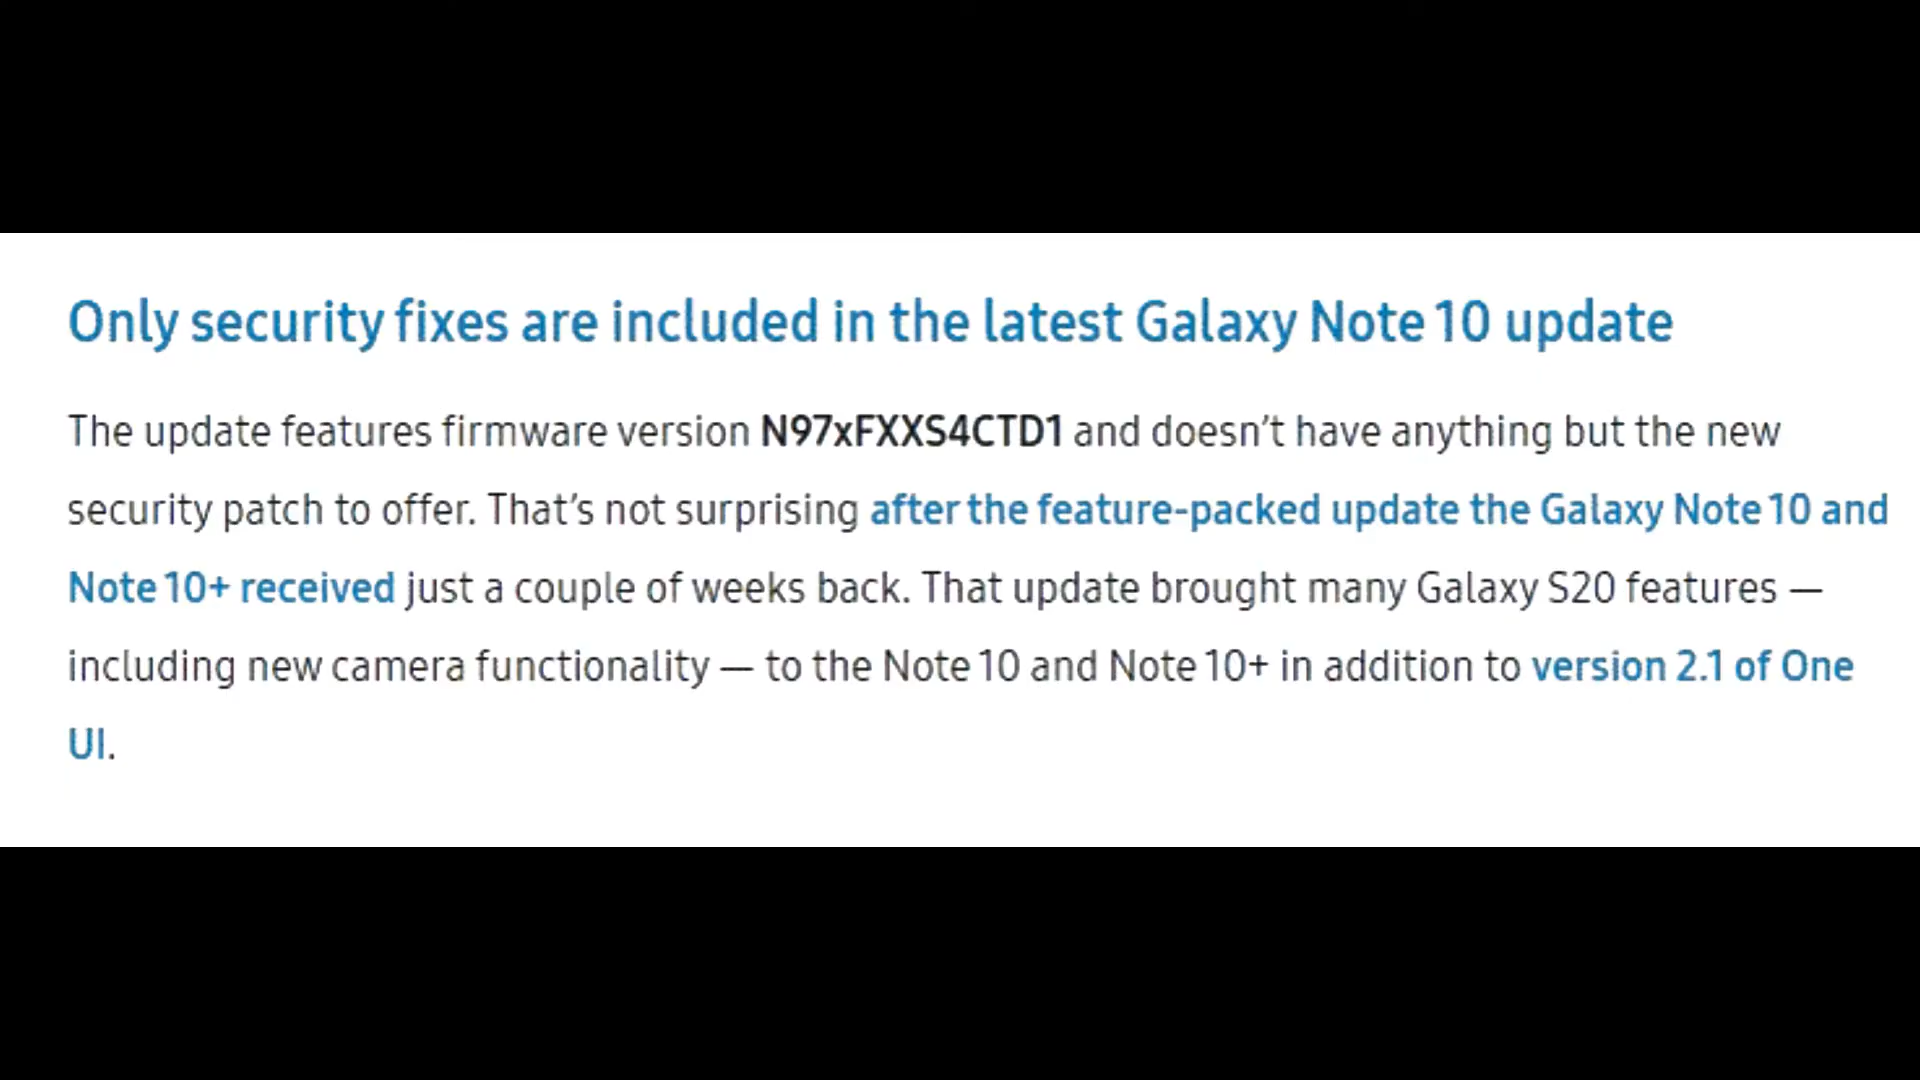 Only security fixes are included in the latest Galaxy Note 10 update
The update features firmware version N97xFXXS4CTD1 and doesn’t have anything but the new
security patch to offer. That’s not surprising after the feature-packed update the Galaxy Note 10 and
Note 10+ received just a couple of weeks back. That update brought many Galaxy S20 features —
including new camera functionality — to the Note 10 and Note 10+ in addition to version 2.1 of One
UI.